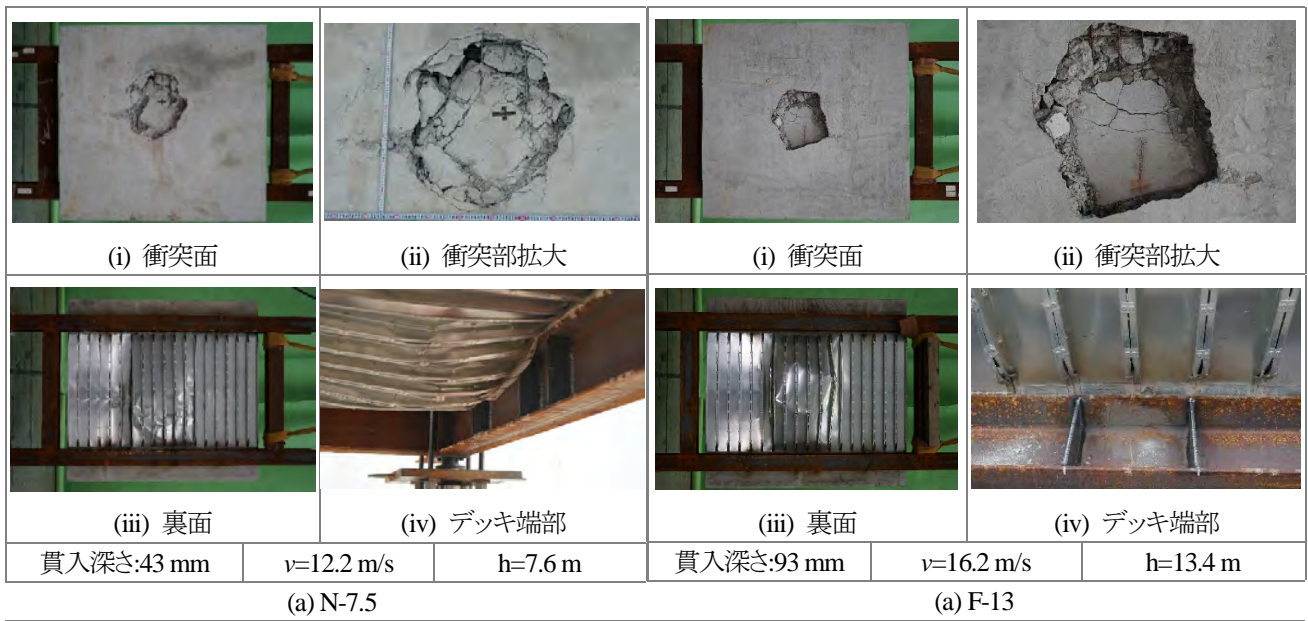 (i) 衝突面
(ii) 衝突部拡大
(i) 衝突面
(ii) 衝突部拡大
(iii) 裏面
(iv) デッキ端部
(iii) 裏面
(iv) デッキ端部
貫入深さ:43 mm
v=12.2 m/s
h=7.6 m
貫入深さ:93 mm
v=16.2 m/s
h=13.4 m
(a) N-7.5
(a) F-13